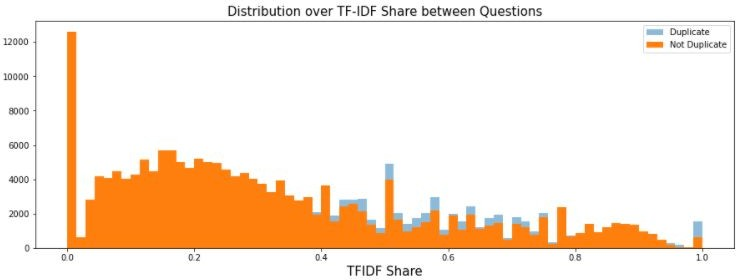 Distribution over TF-IDF Share between Questions
Duplicate
Not Duplicate
12000
10000
8000
6000
4000
2000
0
0.0 0.2 0.4 0.6 0.8 1.0
TFIDF Share